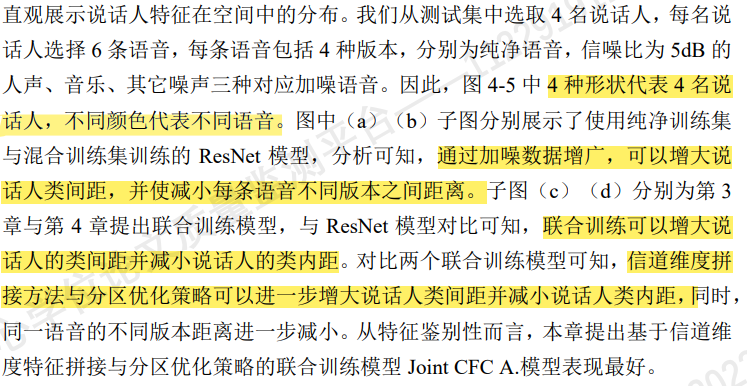 直观展示说话人特征在空间中的分布。我们从测试集中选取 4 名说话人，每名说
话人选择 6 条语音，每条语音包括 4 种版本，分别为纯净语音，信噪比为 5dB 的
人声、音乐、其它噪声三种对应加噪语音。因此，图 4-5 中 4 种形状代表 4 名说
话人，不同颜色代表不同语音。图中（a）（b）子图分别展示了使用纯净训练集
与混合训练集训练的 ResNet 模型，分析可知，通过加噪数据增广，可以增大说
话人类间距，并使减小每条语音不同版本之间距离。子图（c）（d）分别为第 3
章与第 4 章提出联合训练模型，与 ResNet 模型对比可知，联合训练可以增大说
话人的类间距并减小说话人的类内距。对比两个联合训练模型可知，信道维度拼
接方法与分区优化策略可以进一步增大说话人类间距并减小说话人类内距，同时，
同一语音的不同版本距离进一步减小。从特征鉴别性而言，本章提出基于信道维
度特征拼接与分区优化策略的联合训练模型 Joint CFC A.模型表现最好。